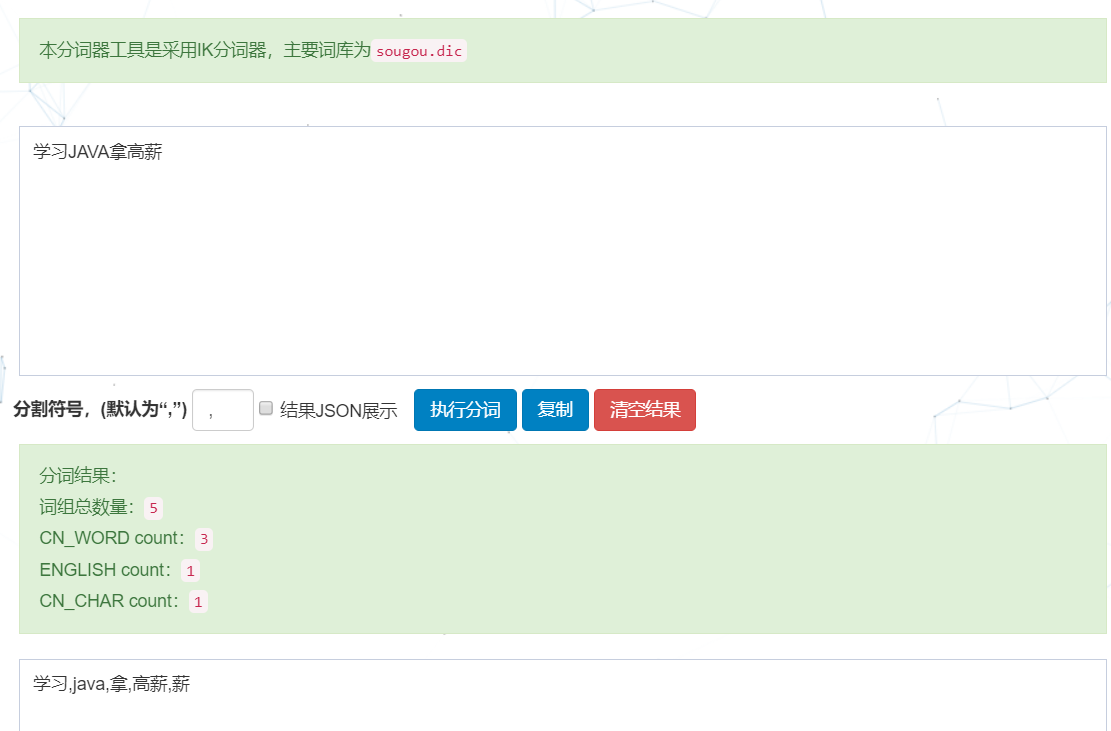 本分词器工具是采用IK分词器，主要词库为 sougou.dic
学习JAVA拿高薪
分割符号，(默认为“,”) , 结果JSON展示 执行分词 复制 清空结果
分词结果：
词组总数量： 5
CN_WORD count： 3
ENGLISH count： 1
CN_CHAR count： 1
学习,java,拿,高薪,薪